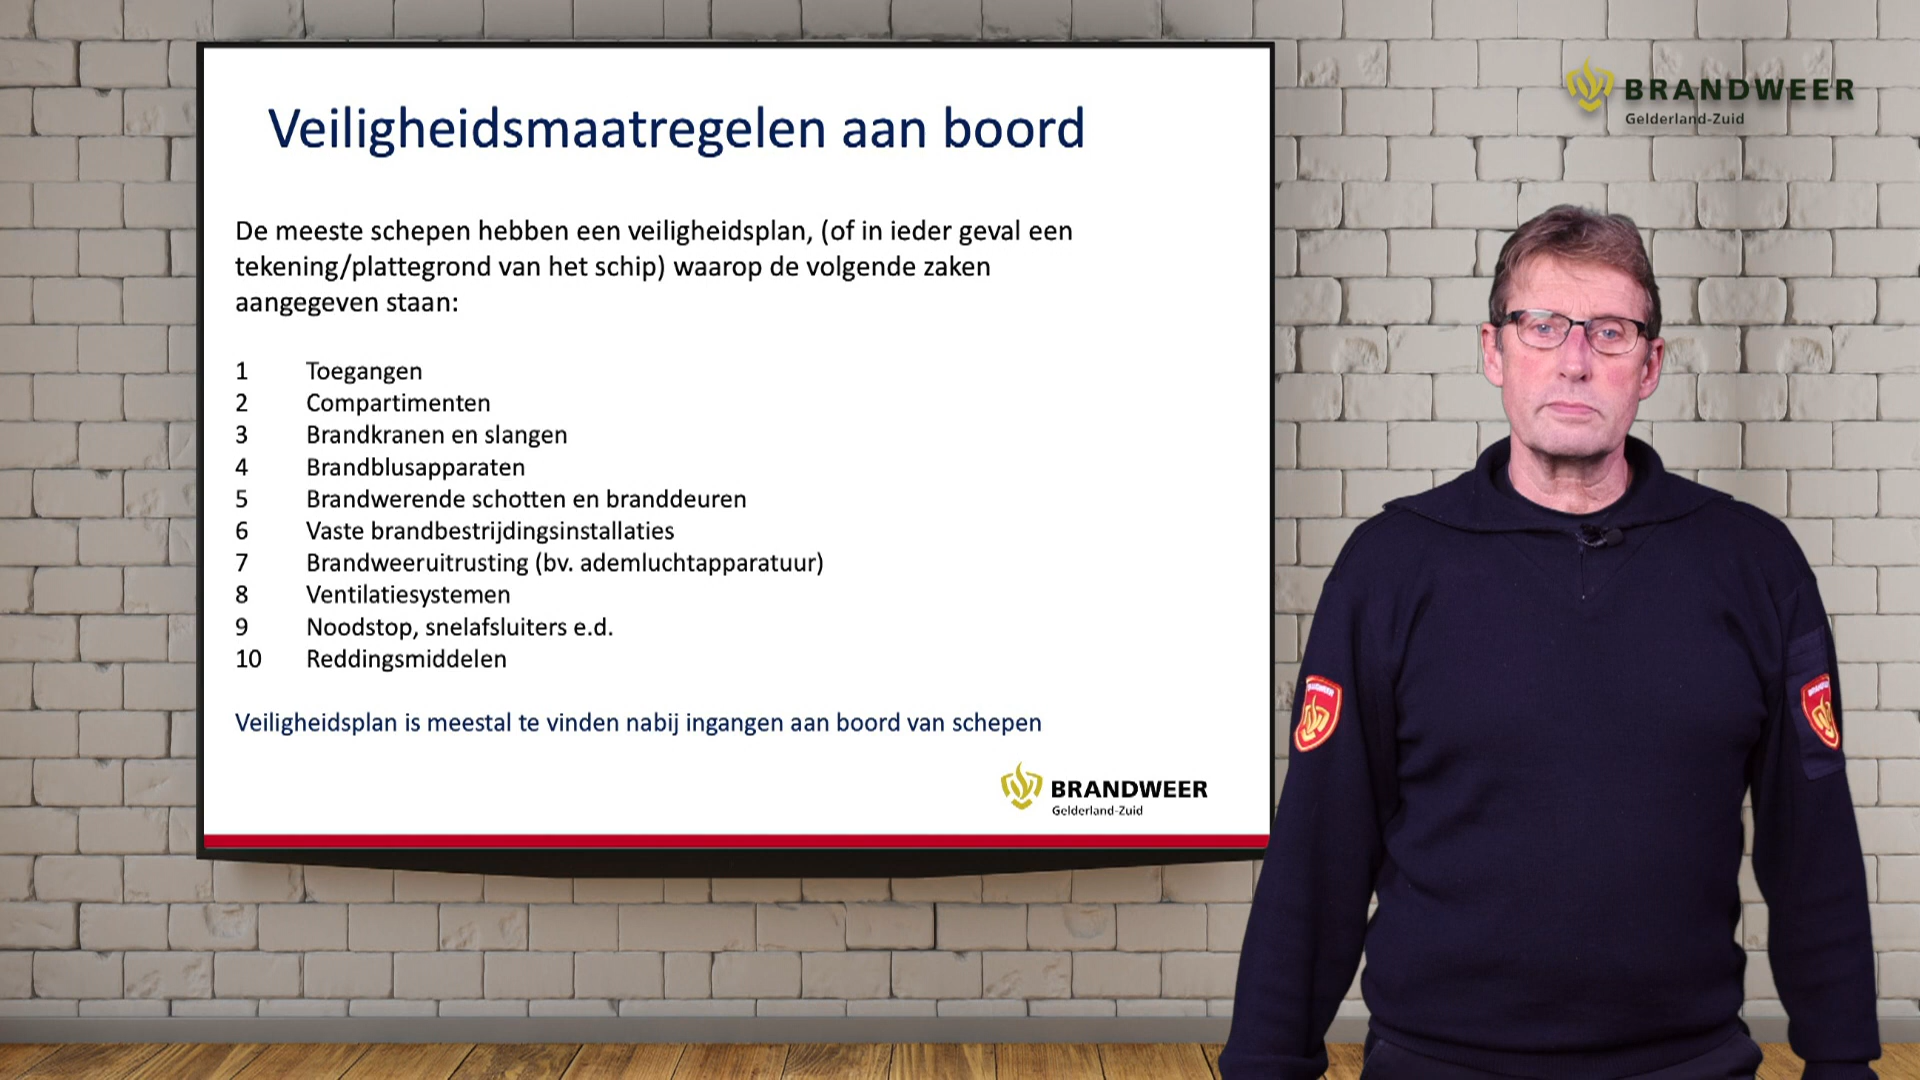 Veiligheidsmaatregelen aan boord
De meeste schepen hebben een veiligheidsplan, (of in ieder geval een
tekening/plattegrond van het schip) waarop de volgende zaken
aangegeven staan:
1 Toegangen
2 Compartimenten
3 Brandkranen en slangen
4 Brandblusapparaten
5 Brandwerende schotten en branddeuren
6 Vaste brandbestrijdingsinstallaties
7 Brandweeruitrusting (bv. ademluchtapparatuur)
8 Ventilatiesystemen
9 Noodstop, snelafsluiters e.d.
10 Reddingsmiddelen
Veiligheidsplan is meestal te vinden nabij ingangen aan boord van schepen
BRANDWEER
Gelderland-Zuid
BRANDWEER
Gelderland-Zuid